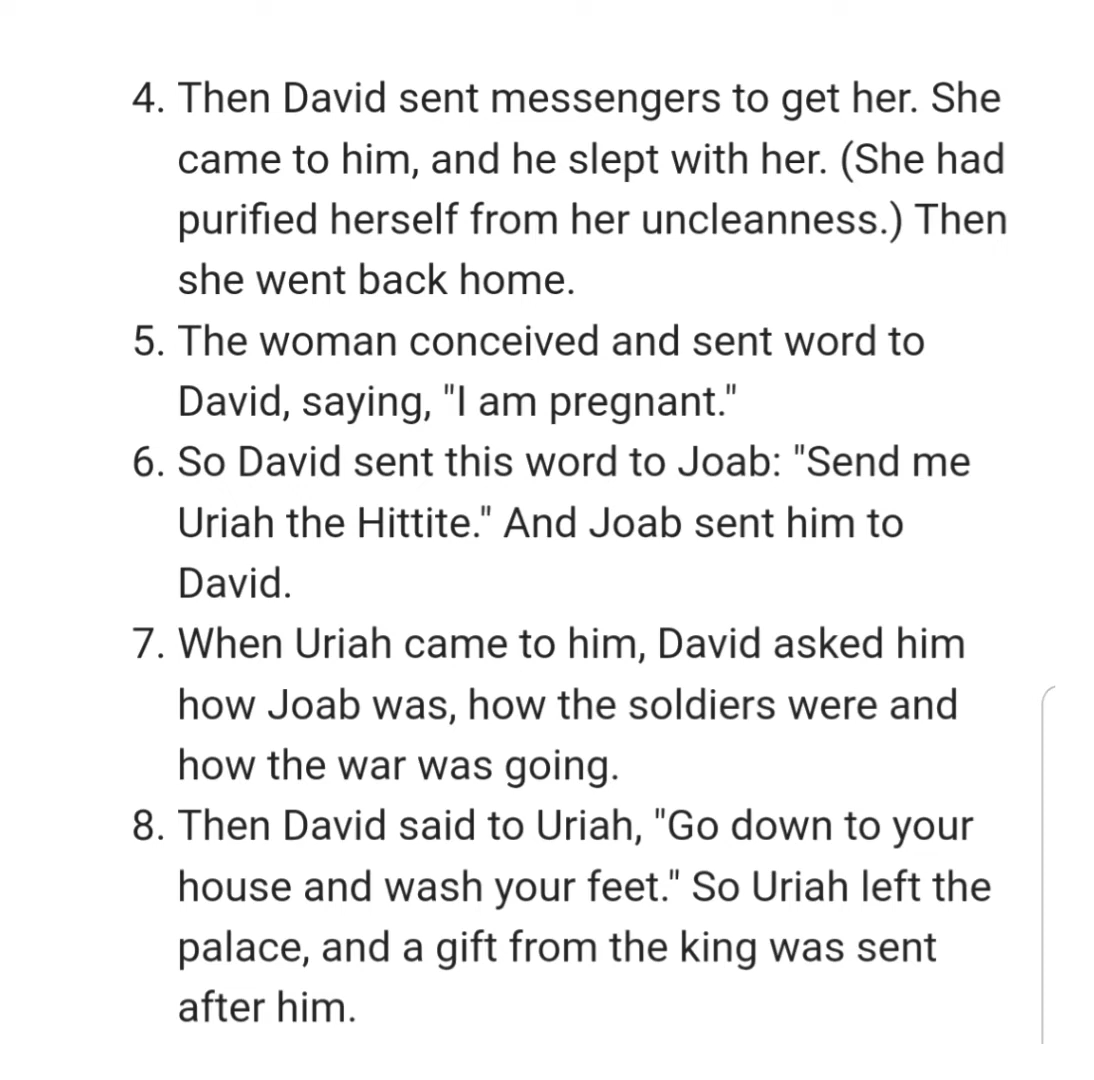 4. Then David sent messengers to get her. She
came to him, and he slept with her. (She had
purified herself from her uncleanness.) Then
she went back home.
5. The woman conceived and sent word to
David, saying, "I am pregnant."
6. So David sent this word to Joab: "Send me
Uriah the Hittite." And Joab sent him to
David.
7. When Uriah came to him, David asked him
how Joab was, how the soldiers were and
how the war was going.
8. Then David said to Uriah, "Go down to your
house and wash your feet." So Uriah left the
palace, and a gift from the king was sent
after him.